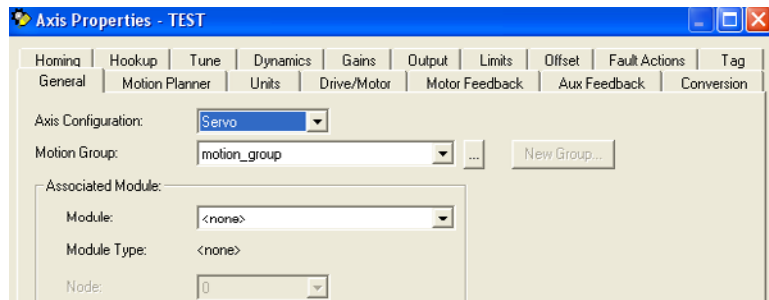 Axis Properties - TEST
Homing Hookup Tune Dynamics Gains Output Limits Offset Fault Actions Tag
General Motion Planner Units Drive/Motor Motor Feedback Aux Feedback Conversion
Axis Configuration: Servo
Motion Group: motion_group ... New Group...
Associated Module:
Module: <none>
Module Type: <none>
Node: 0